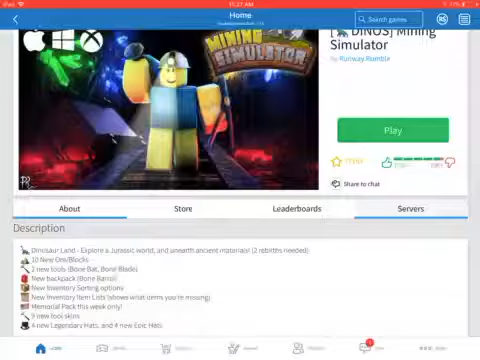 iPad
11:27 AM
Home
Search games
R$
MINING
SIMULATOR
[🦕 DINOS] Mining
Simulator
by Runway Rumble
Play
Share to chat
About
Store
Leaderboards
Servers
Description
Dinosaur Land - Explore a Jurassic world, and unearth ancient materials! (2 rebirths needed)
10 New Ore/Blocks
2 new tools (Bone Bat, Bone Blade)
New backpack (Bone Barrel)
New Inventory Sorting options
New Inventory Item Lists (shows what items you're missing)
Memorial Pack this week only!
9 new tool skins
4 new Legendary Hats, and 4 new Epic Hats